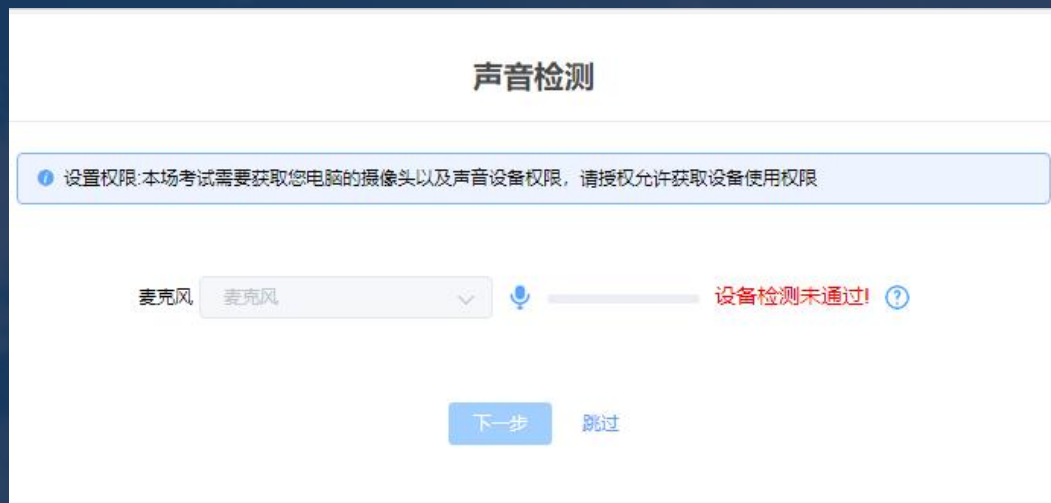 声音检测
设置权限:本场考试需要获取您电脑的摄像头以及声音设备权限，请授权允许获取设备使用权限
麦克风 麦克风 设备检测未通过!
下一步 跳过